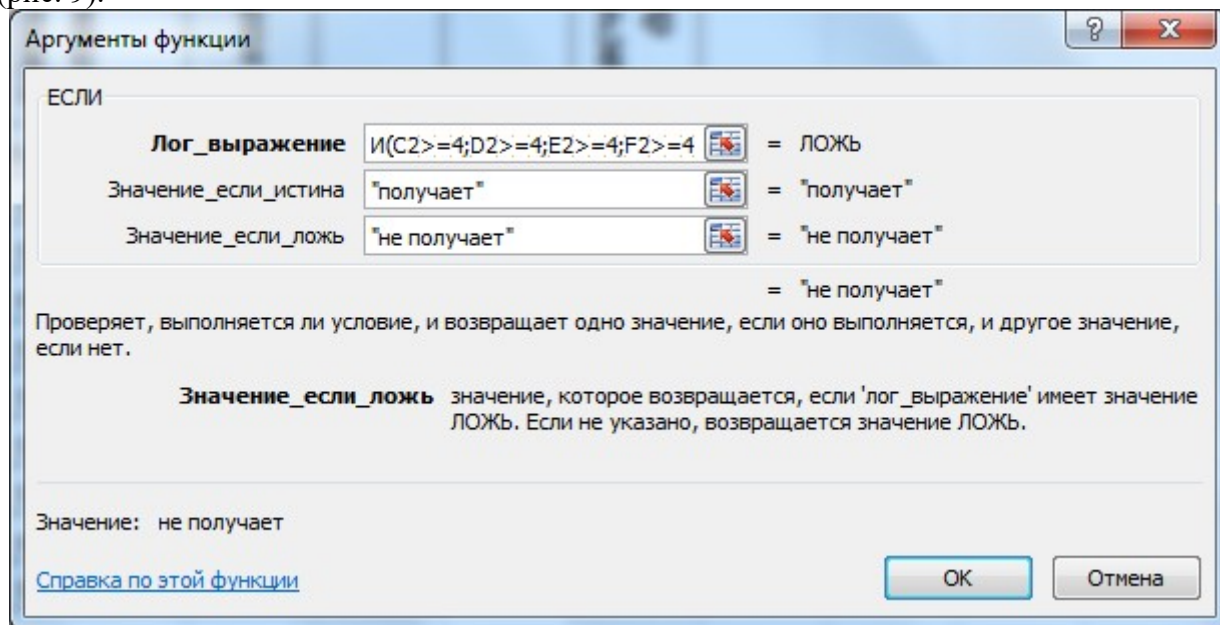 (рис. 9).
Аргументы функции
ЕСЛИ
Лог_выражение И(C2>=4;D2>=4;E2>=4;F2>=4 = ЛОЖЬ
Значение_если_истина "получает" = "получает"
Значение_если_ложь "не получает" = "не получает"
= "не получает"
Проверяет, выполняется ли условие, и возвращает одно значение, если оно выполняется, и другое значение,
если нет.
Значение_если_ложь значение, которое возвращается, если 'лог_выражение' имеет значение
ЛОЖЬ. Если не указано, возвращается значение ЛОЖЬ.
Значение: не получает
Справка по этой функции
ОК Отмена